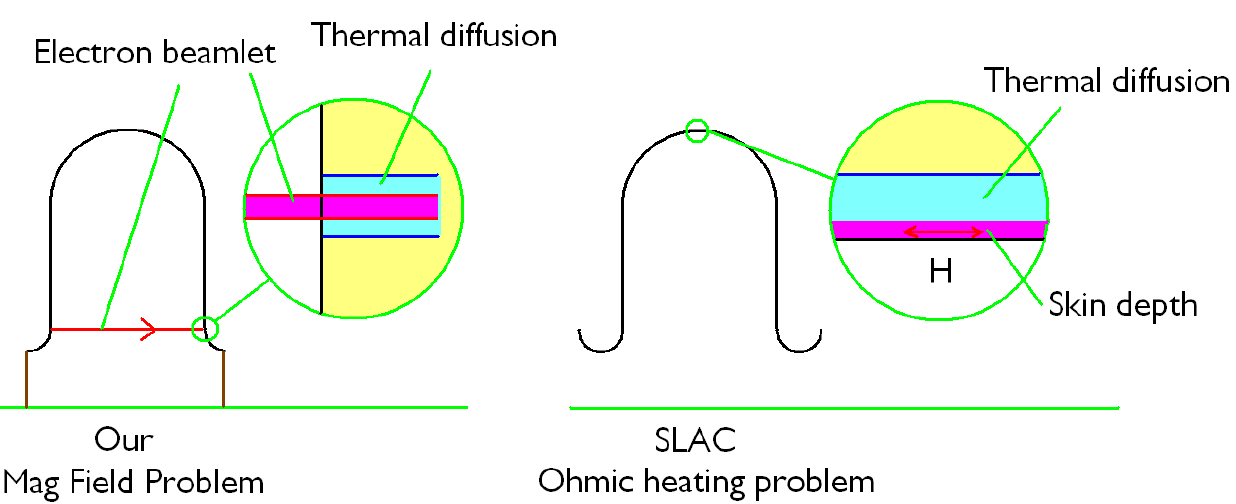 Electron beamlet
Thermal diffusion
Our
Mag Field Problem
Thermal diffusion
H
Skin depth
SLAC
Ohmic heating problem